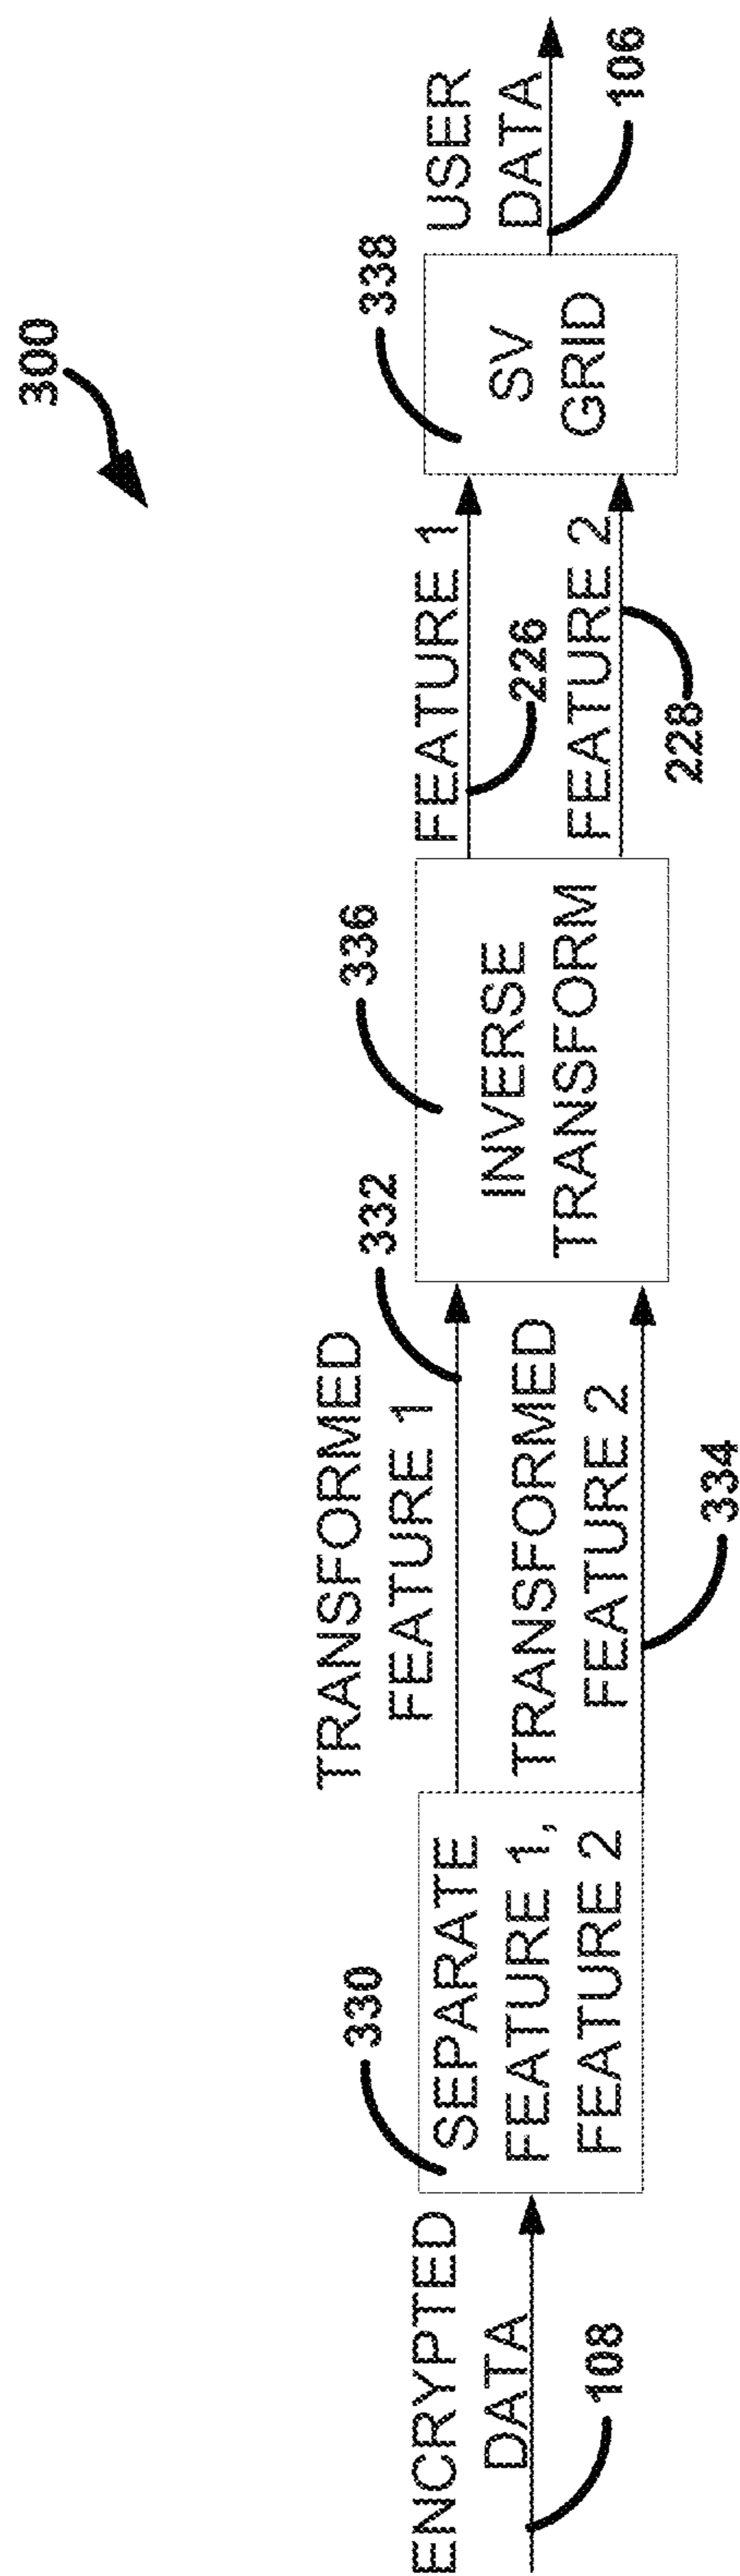 300
ENCRYPTED
DATA
108
330
SEPARATE
FEATURE 1,
FEATURE 2
TRANSFORMED
FEATURE 1
332
TRANSFORMED
FEATURE 2
334
336
INVERSE
TRANSFORM
FEATURE 1
226
FEATURE 2
228
338
SV
GRID
USER
DATA
106